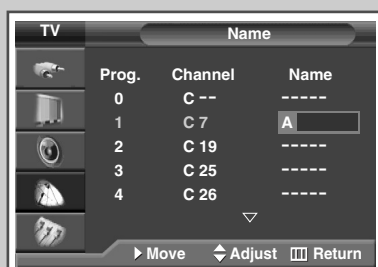 TV Name
Prog. Channel Name
0 C -- -----
1 C 7 A
2 C 19 -----
3 C 25 -----
4 C 26 -----
Move Adjust Return